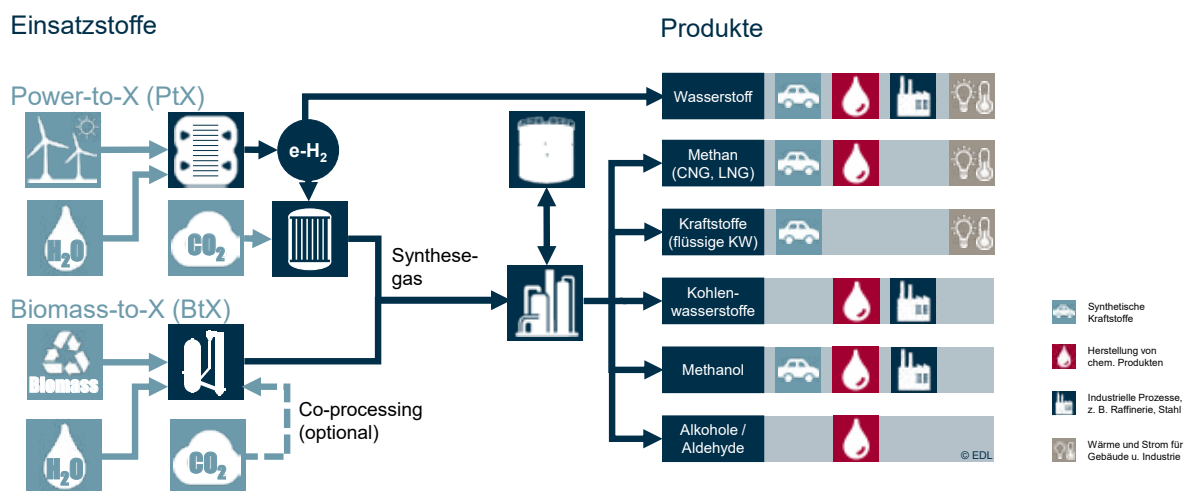 Einsatzstoffe
Produkte
Power-to-X (PtX)
e-H2
H2O
CO2
Synthese-
gas
Biomass-to-X (BtX)
Biomass
H2O
CO2
Co-processing
(optional)
Wasserstoff
Methan
(CNG, LNG)
Kraftstoffe
(flüssige KW)
Kohlen-
wasserstoffe
Methanol
Alkohole /
Aldehyde
© EDL
Synthetische
Kraftstoffe
Herstellung von
chem. Produkten
Industrielle Prozesse,
z. B. Raffinerie, Stahl
Wärme und Strom für
Gebäude u. Industrie